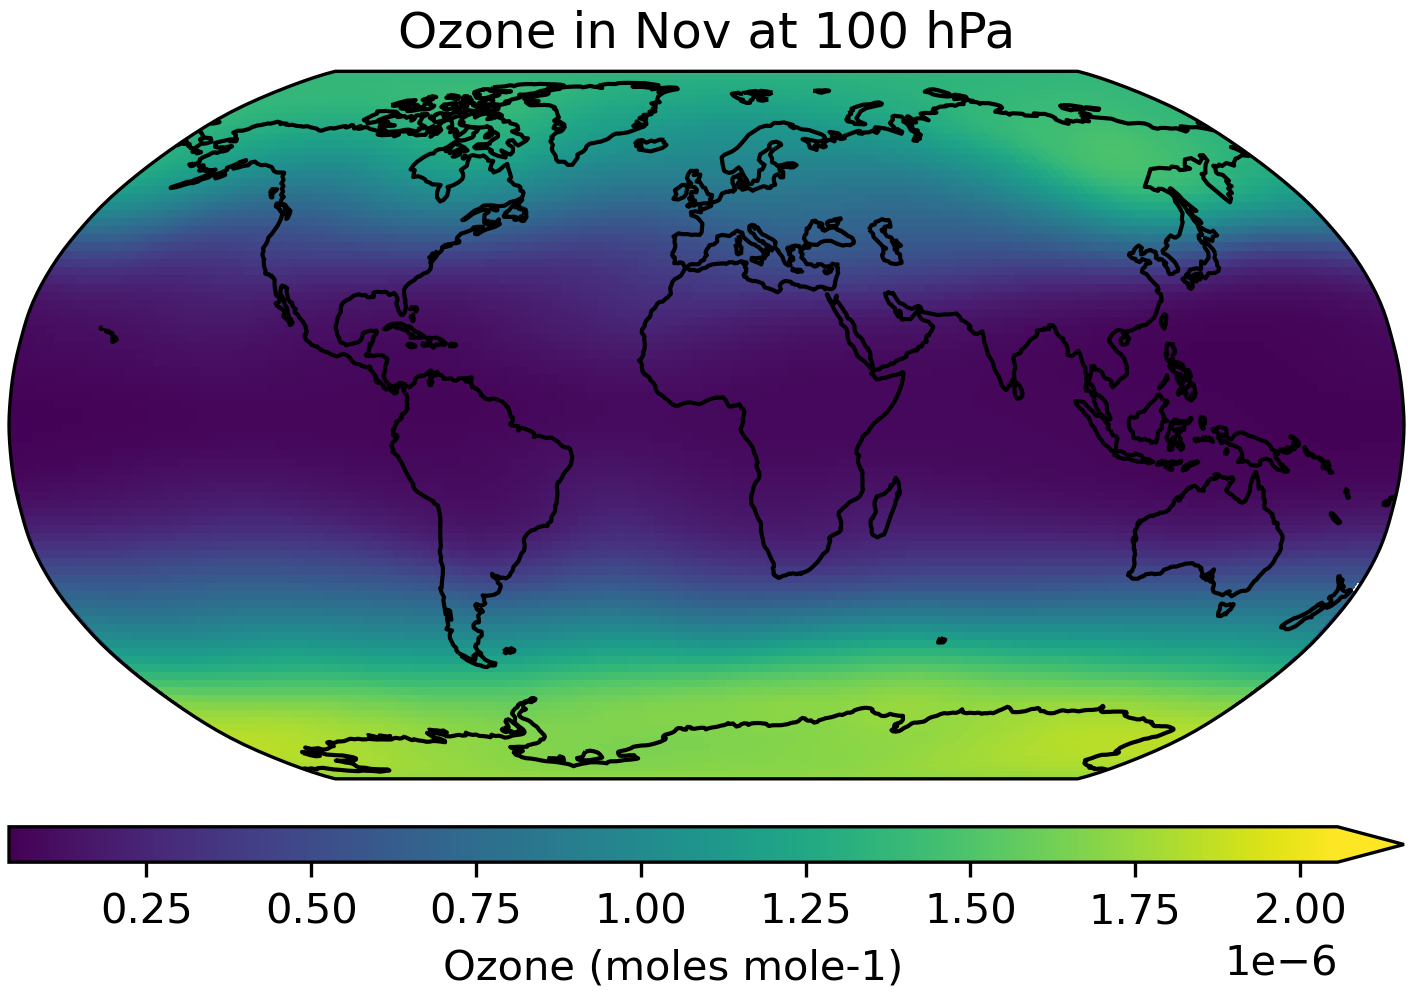 Ozone in Nov at 100 hPa
0.25 0.50 0.75 1.00 1.25 1.50 1.75 2.00
Ozone (moles mole-1)
1e−6